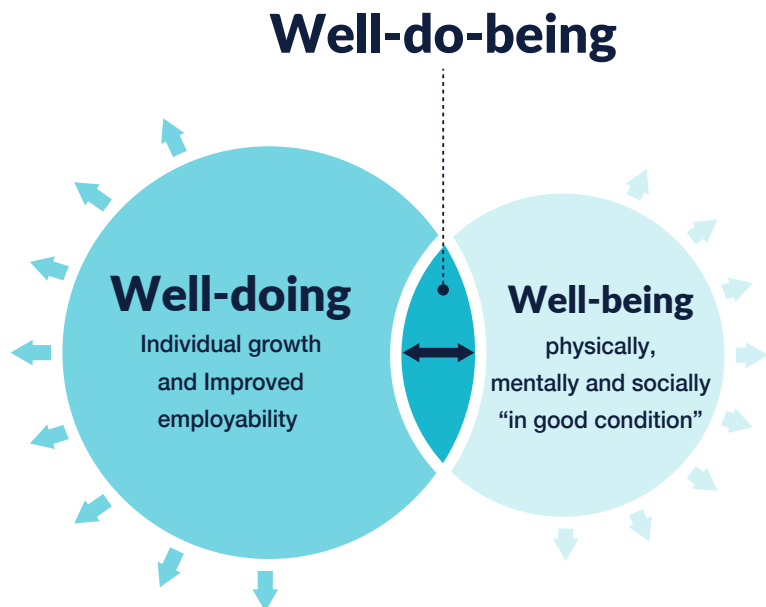 Well-do-being
Well-doing
Individual growth
and Improved
employability
Well-being
physically,
mentally and socially
“in good condition”